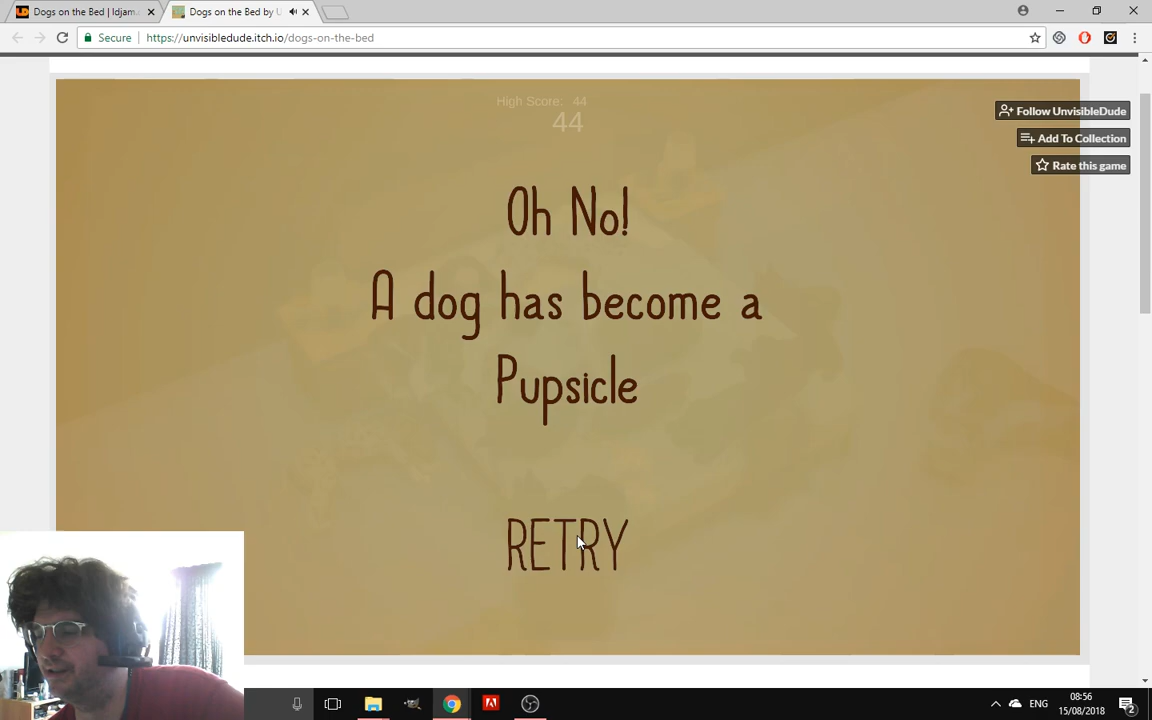 Dogs on the Bed | ldjam
Dogs on the Bed by U
Secure
https://unvisibledude.itch.io/dogs-on-the-bed
High Score: 44
44
Follow UnvisibleDude
Add To Collection
Rate this game
Oh No!
A dog has become a
Pupsicle
RETRY
ENG
08:56
15/08/2018
2